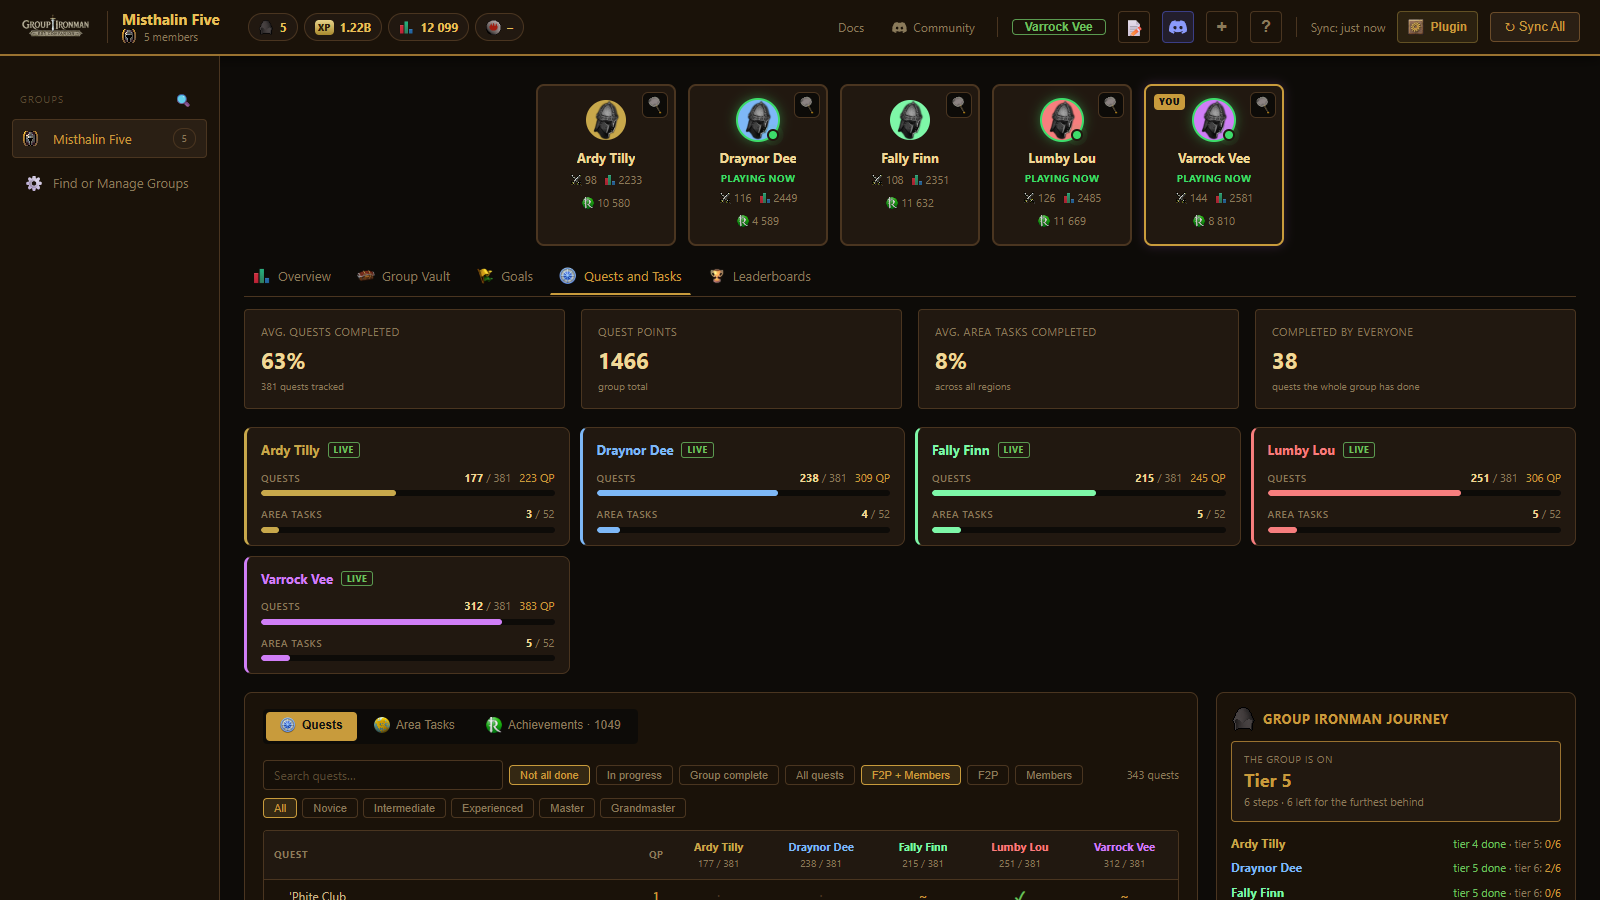 GROUP IRONMAN
Misthalin Five
5 members
5
XP 1.22B
12 099
–
Docs
Community
Varrock Vee
+
?
Sync: just now
Plugin
↻ Sync All
GROUPS
Misthalin Five
5
Find or Manage Groups
Ardy Tilly
98 2233
10 580
Draynor Dee
PLAYING NOW
116 2449
4 589
Fally Finn
108 2351
11 632
Lumby Lou
PLAYING NOW
126 2485
11 669
YOU
Varrock Vee
PLAYING NOW
144 2581
8 810
Overview
Group Vault
Goals
Quests and Tasks
Leaderboards
AVG. QUESTS COMPLETED
63%
381 quests tracked
QUEST POINTS
1466
group total
AVG. AREA TASKS COMPLETED
8%
across all regions
COMPLETED BY EVERYONE
38
quests the whole group has done
Ardy Tilly LIVE
QUESTS 177 / 381 223 QP
AREA TASKS 3 / 52
Draynor Dee LIVE
QUESTS 238 / 381 309 QP
AREA TASKS 4 / 52
Fally Finn LIVE
QUESTS 215 / 381 245 QP
AREA TASKS 5 / 52
Lumby Lou LIVE
QUESTS 251 / 381 306 QP
AREA TASKS 5 / 52
Varrock Vee LIVE
QUESTS 312 / 381 383 QP
AREA TASKS 5 / 52
Quests
Area Tasks
Achievements · 1049
Search quests...
Not all done
In progress
Group complete
All quests
F2P + Members
F2P
Members
343 quests
All
Novice
Intermediate
Experienced
Master
Grandmaster
QUEST QP Ardy Tilly Draynor Dee Fally Finn Lumby Lou Varrock Vee
177 / 381 238 / 381 215 / 381 251 / 381 312 / 381
'Phite Club 1 · · ~ ✓ ~
GROUP IRONMAN JOURNEY
THE GROUP IS ON
Tier 5
6 steps · 6 left for the furthest behind
Ardy Tilly tier 4 done · tier 5: 0/6
Draynor Dee tier 5 done · tier 6: 2/6
Fally Finn tier 5 done · tier 6: 0/6